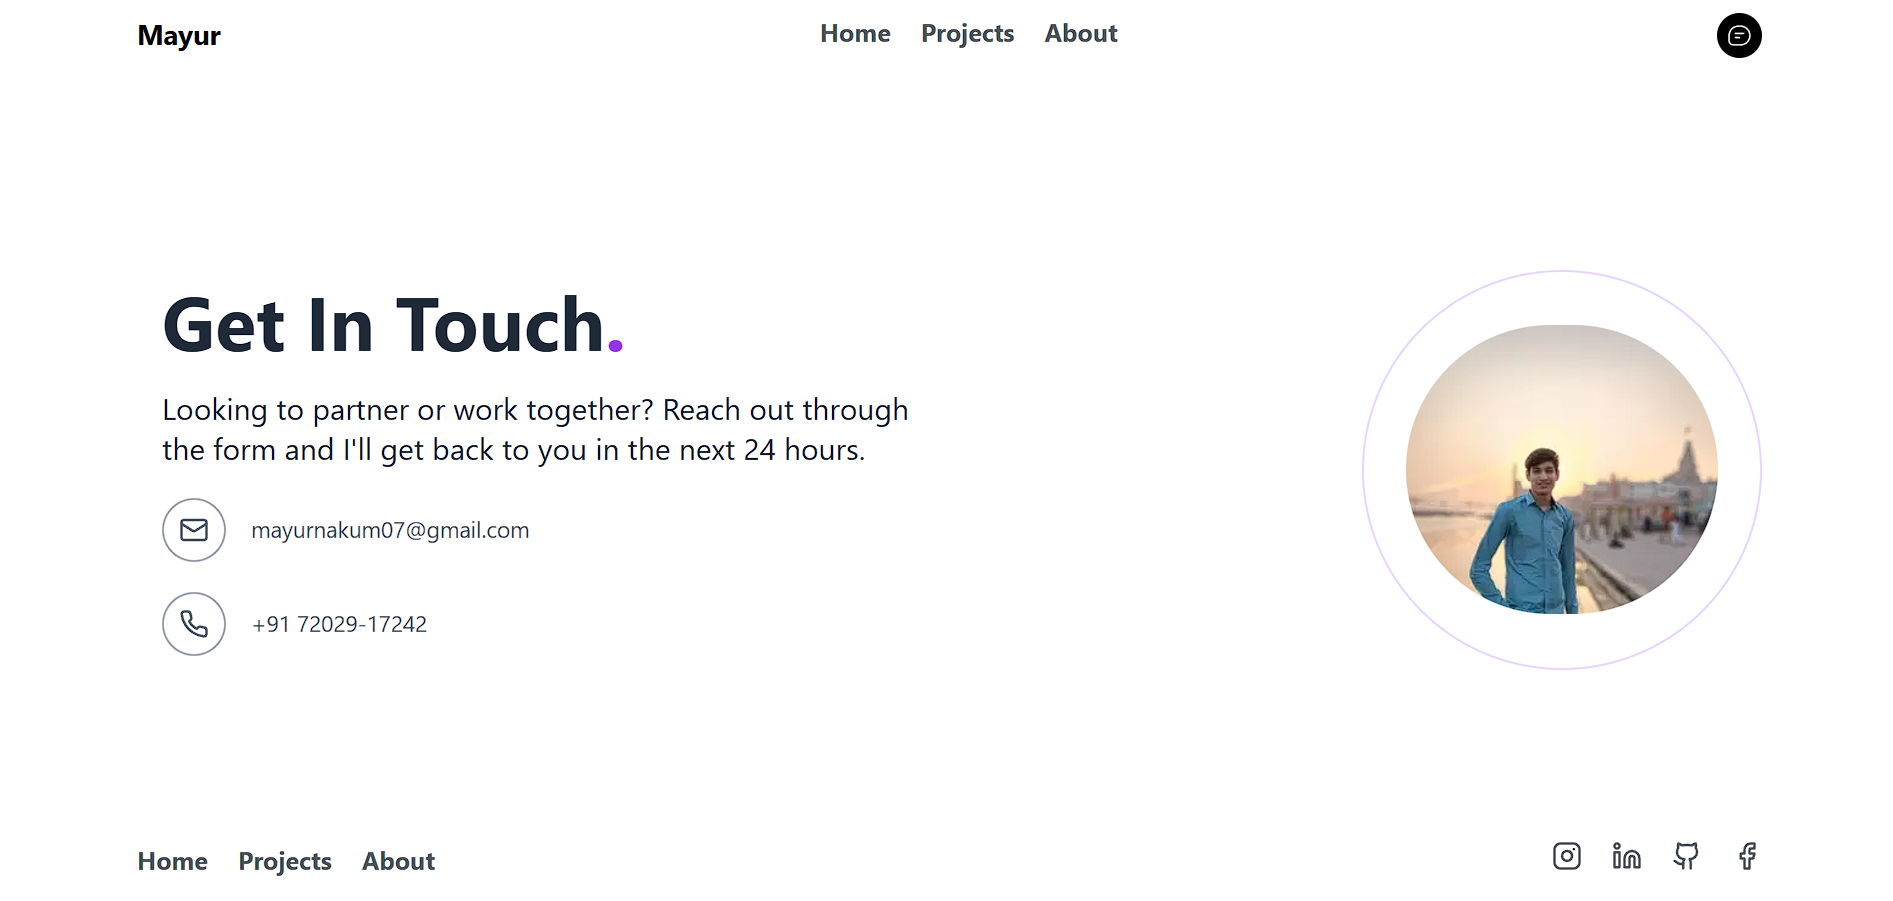 Mayur
Home Projects About
Get In Touch.
Looking to partner or work together? Reach out through
the form and I'll get back to you in the next 24 hours.
mayurnakum07@gmail.com
+91 72029-17242
Home Projects About